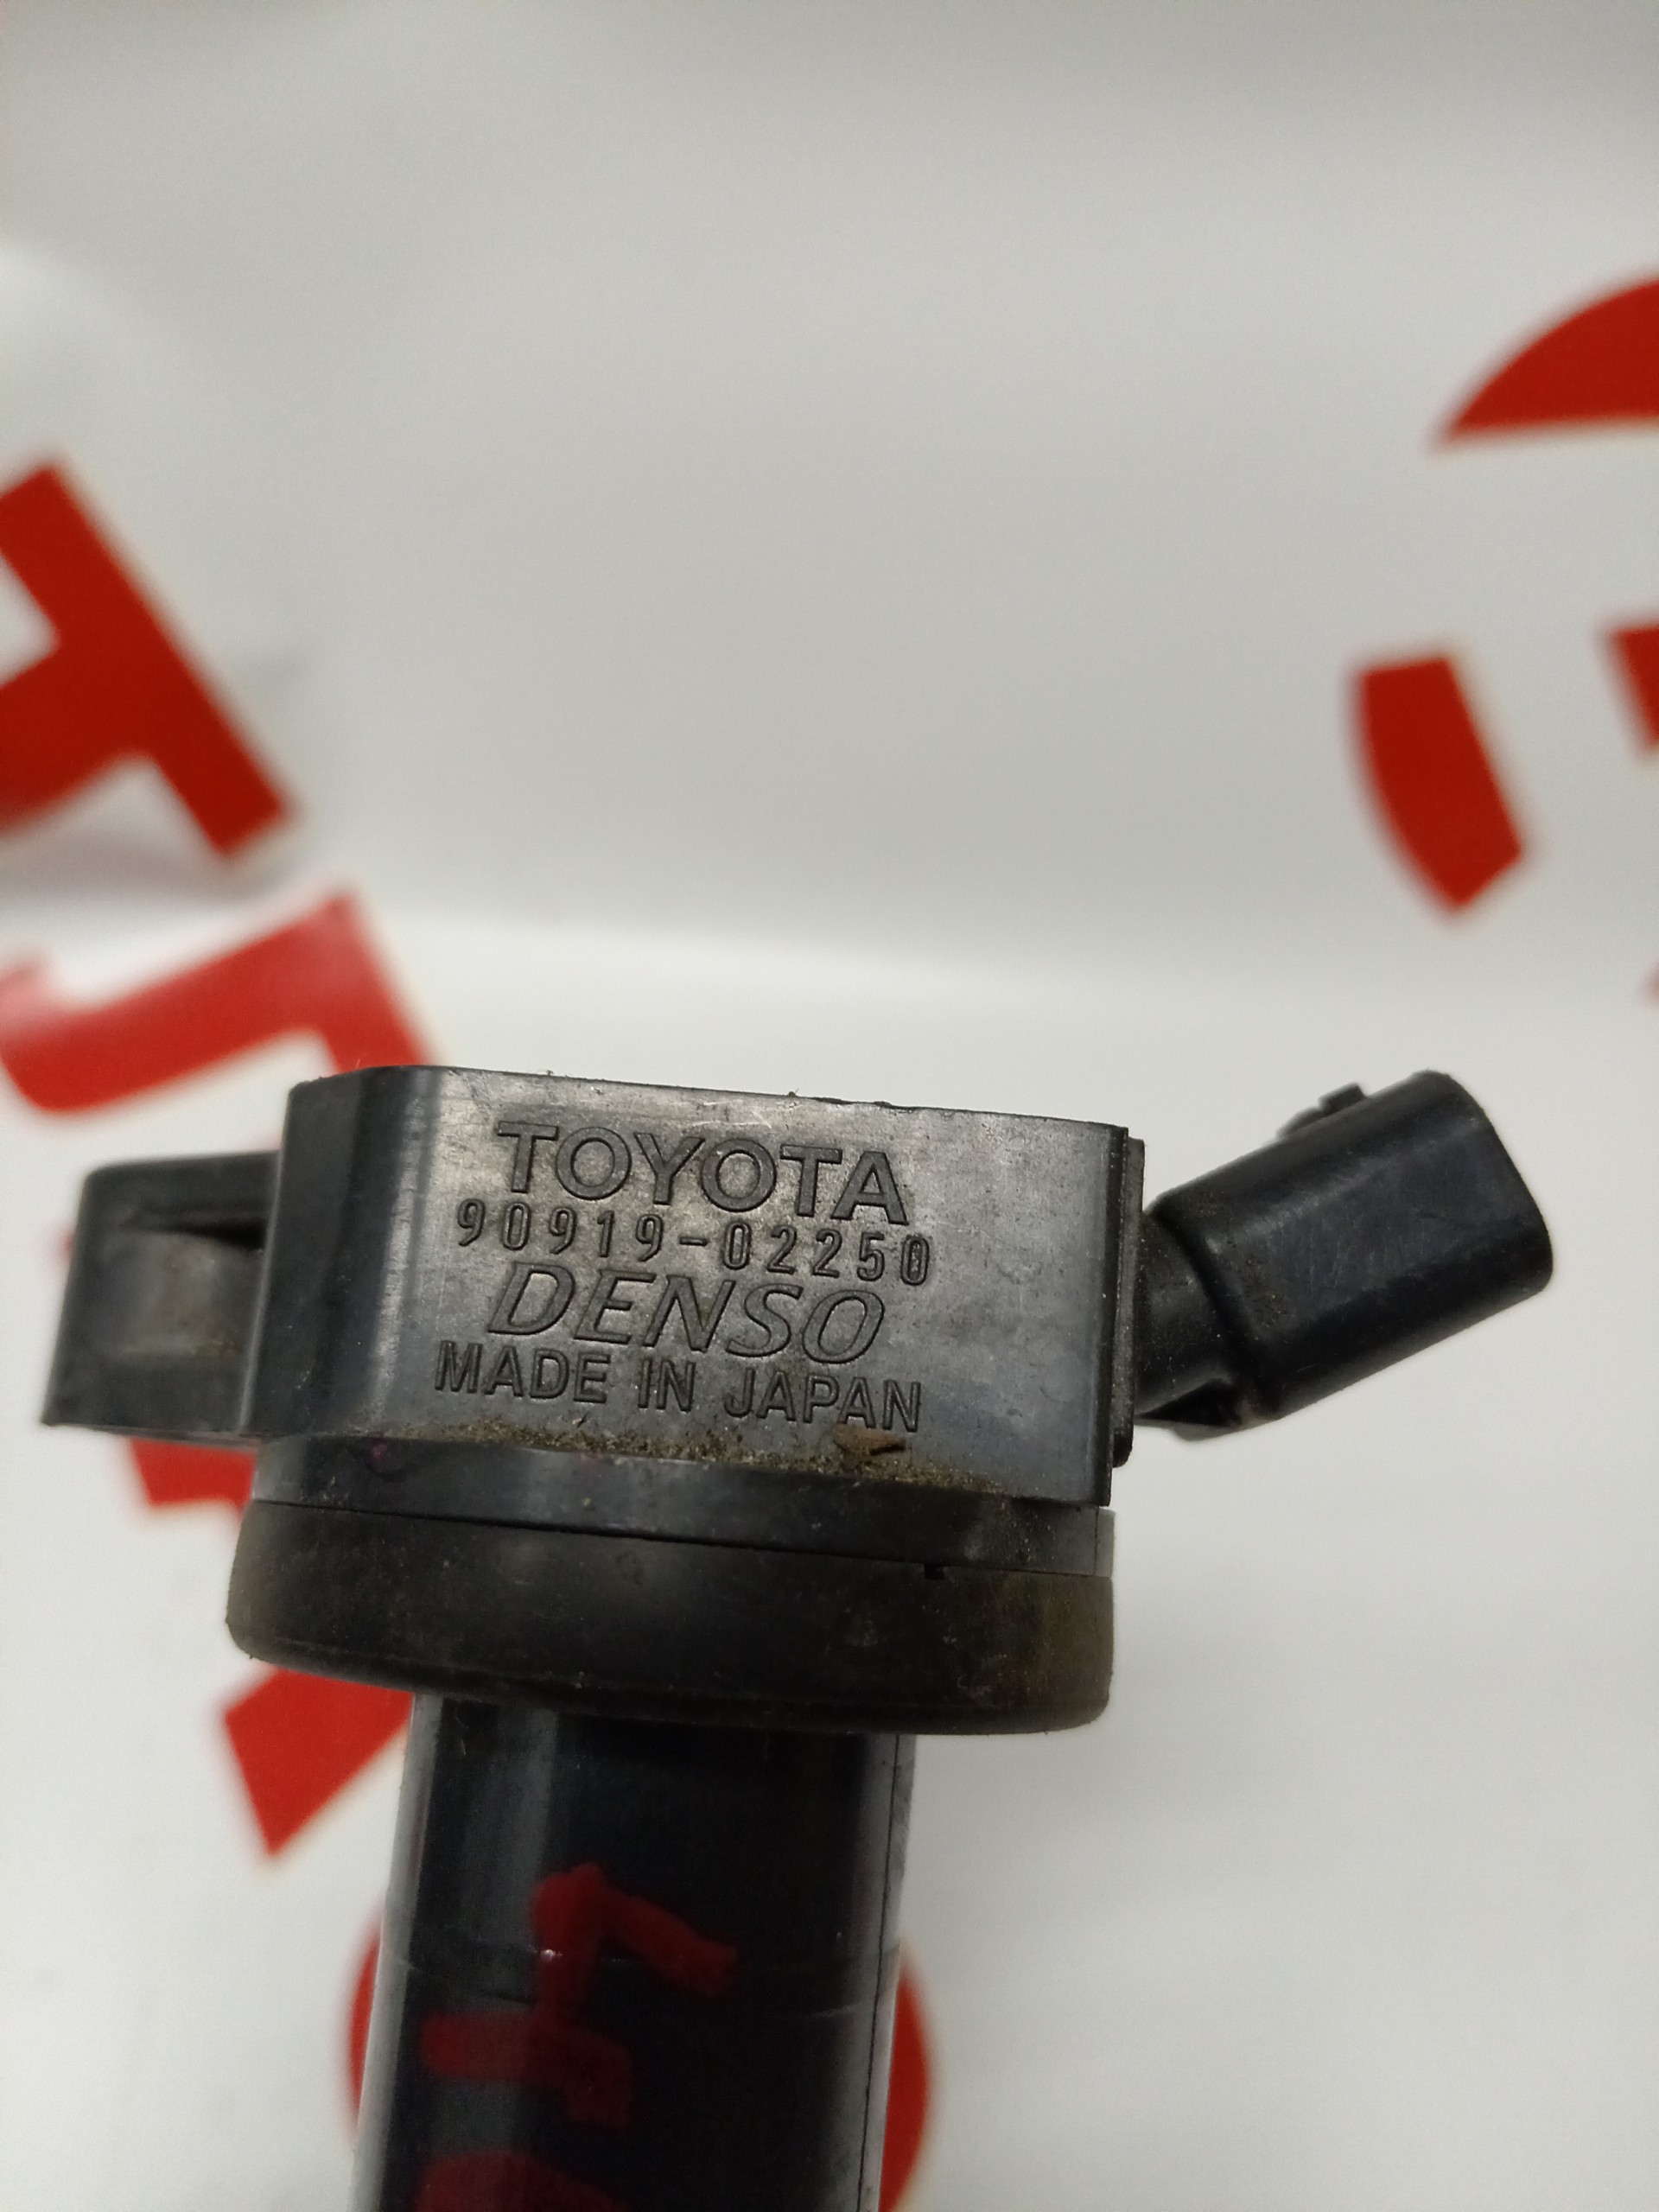 TOYOTA
90919-02250
DENSO
MADE IN JAPAN